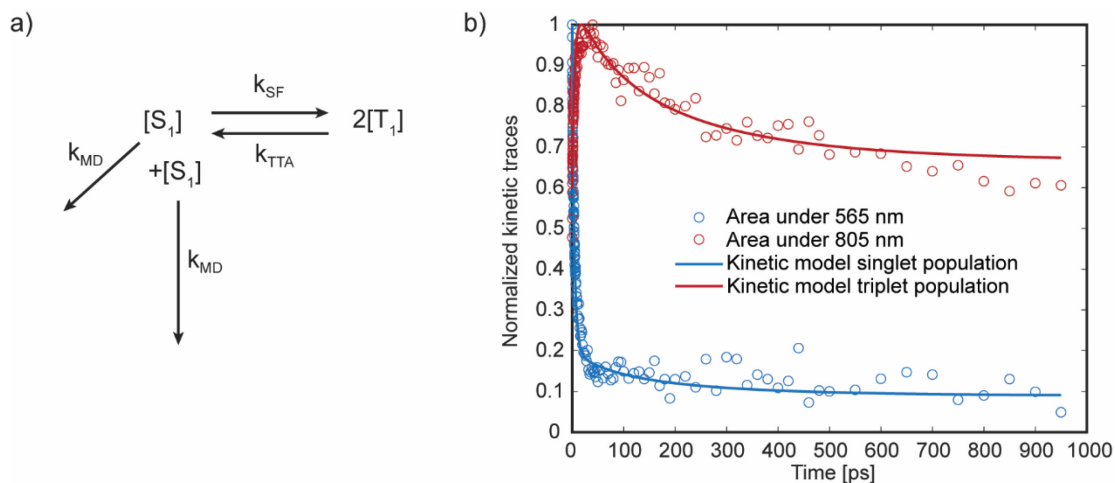 a)
k_SF
[S_1]
2[T_1]
k_TTA
k_MD
+[S_1]
k_MD
b)
Normalized kinetic traces
1
0.9
0.8
0.7
0.6
0.5
0.4
0.3
0.2
0.1
0
Area under 565 nm
Area under 805 nm
Kinetic model singlet population
Kinetic model triplet population
0 100 200 300 400 500 600 700 800 900 1000
Time [ps]